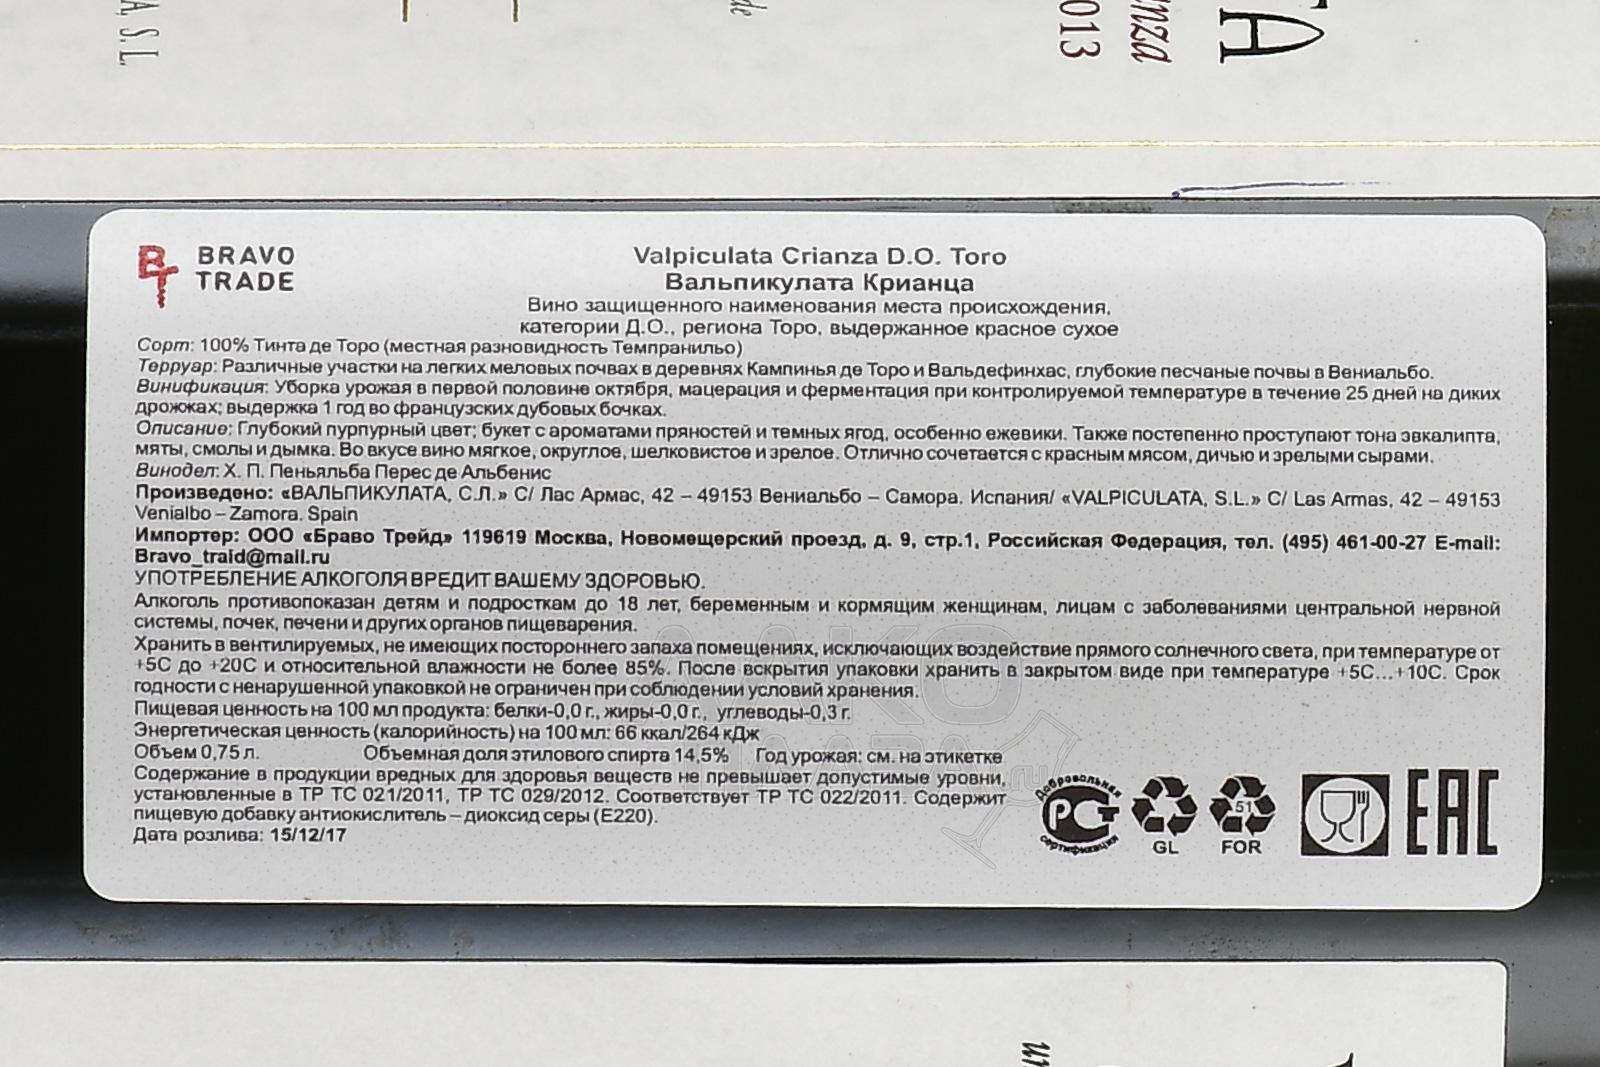 A, S.L.
de
enza
013
TA
BRAVO
TRADE
Valpiculata Crianza D.O. Toro
Вальпикулата Крианца
Вино защищенного наименования места происхождения,
категории Д.О., региона Торо, выдержанное красное сухое
Сорт: 100% Тинта де Торо (местная разновидность Темпранильо)
Терруар: Различные участки на легких меловых почвах в деревнях Кампинья де Торо и Вальдефинхас, глубокие песчаные почвы в Вениальбо.
Винификация: Уборка урожая в первой половине октября, мацерация и ферментация при контролируемой температуре в течение 25 дней на диких
дрожжах; выдержка 1 год во французских дубовых бочках.
Описание: Глубокий пурпурный цвет; букет с ароматами пряностей и темных ягод, особенно ежевики. Также постепенно проступают тона эвкалипта,
мяты, смолы и дымка. Во вкусе вино мягкое, округлое, шелковистое и зрелое. Отлично сочетается с красным мясом, дичью и зрелыми сырами.
Винодел: Х. П. Пеньяльба Перес де Альбенис
Произведено: «ВАЛЬПИКУЛАТА, С.Л.» С/ Лас Армас, 42 – 49153 Вениальбо – Самора. Испания/ «VALPICULATA, S.L.» C/ Las Armas, 42 – 49153
Venialbo – Zamora. Spain
Импортер: ООО «Браво Трейд» 119619 Москва, Новомещерский проезд, д. 9, стр.1, Российская Федерация, тел. (495) 461-00-27 E-mail:
Bravo_traid@mail.ru
УПОТРЕБЛЕНИЕ АЛКОГОЛЯ ВРЕДИТ ВАШЕМУ ЗДОРОВЬЮ.
Алкоголь противопоказан детям и подросткам до 18 лет, беременным и кормящим женщинам, лицам с заболеваниями центральной нервной
системы, почек, печени и других органов пищеварения.
Хранить в вентилируемых, не имеющих постороннего запаха помещениях, исключающих воздействие прямого солнечного света, при температуре от
+5С до +20С и относительной влажности не более 85%. После вскрытия упаковки хранить в закрытом виде при температуре +5С...+10С. Срок
годности с ненарушенной упаковкой не ограничен при соблюдении условий хранения.
Пищевая ценность на 100 мл продукта: белки-0,0 г., жиры-0,0 г., углеводы-0,3 г.
Энергетическая ценность (калорийность) на 100 мл: 66 ккал/264 кДж
Объем 0,75 л. Объемная доля этилового спирта 14,5% Год урожая: см. на этикетке
Содержание в продукции вредных для здоровья веществ не превышает допустимые уровни,
установленные в ТР ТС 021/2011, ТР ТС 029/2012. Соответствует ТР ТС 022/2011. Содержит
пищевую добавку антиокислитель – диоксид серы (Е220).
Дата розлива: 15/12/17
Добровольная
РСТ
сертификация
GL
51
FOR
EAC